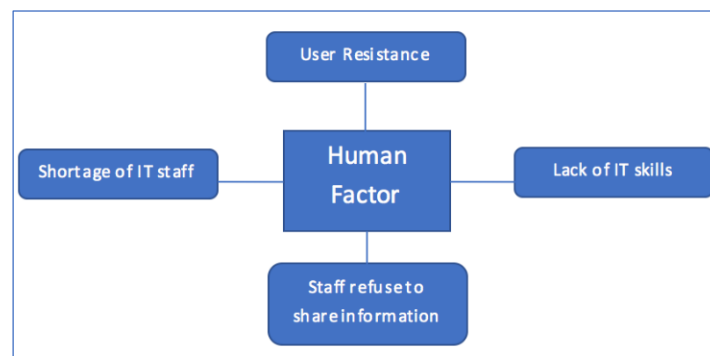 User Resistance
Shortage of IT staff
Human
Factor
Lack of IT skills
Staff refuse to
share information